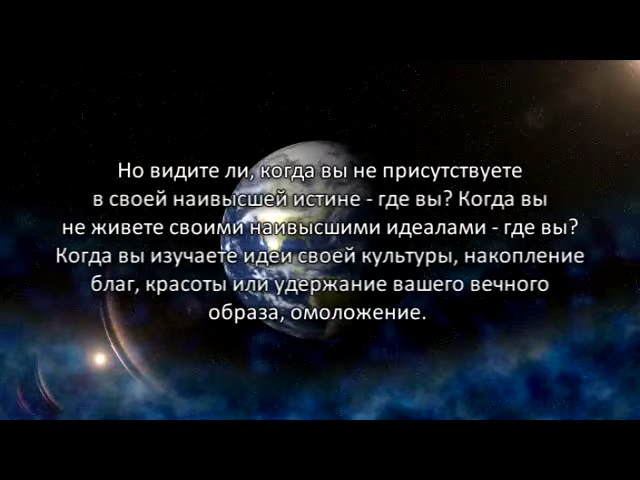 Но видите ли, когда вы не присутствуете
в своей наивысшей истине - где вы? Когда вы
не живете своими наивысшими идеалами - где вы?
Когда вы изучаете идеи своей культуры, накопление
благ, красоты или удержание вашего вечного
образа, омоложение.